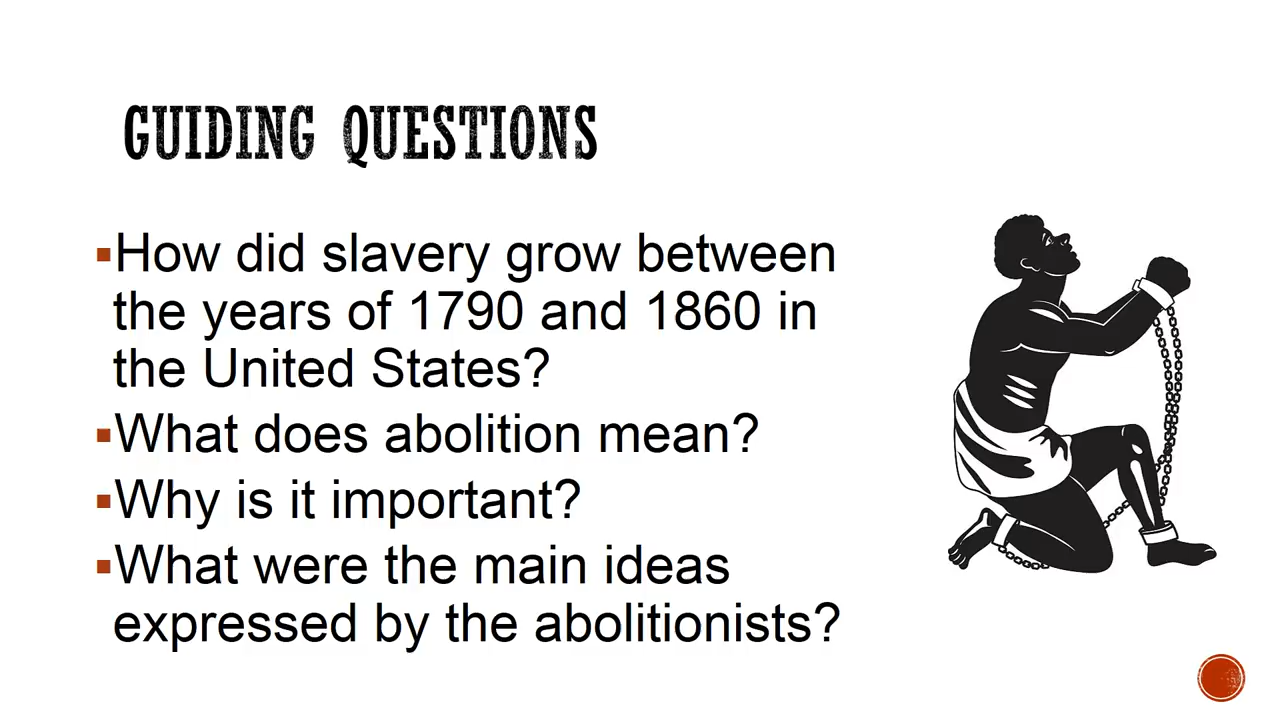 GUIDING QUESTIONS
▪How did slavery grow between
the years of 1790 and 1860 in
the United States?
▪What does abolition mean?
▪Why is it important?
▪What were the main ideas
expressed by the abolitionists?